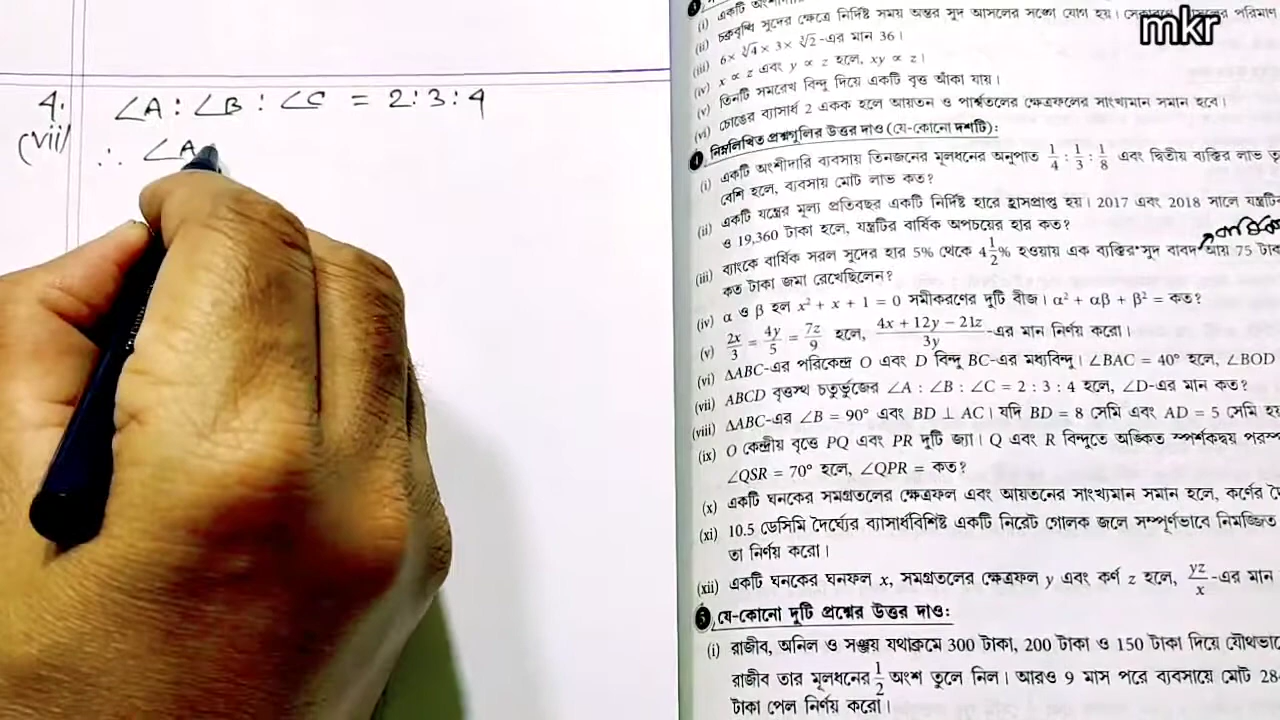 mkr
4. ∠A : ∠B : ∠C = 2:3:4
(vii) ∴ ∠A
(i) একটি
(ii) চক্রবৃদ্ধি সুদের ক্ষেত্রে নির্দিষ্ট সময় অন্তর সুদ আসলের সঙ্গে যোগ হয়। পরিমাণ
(iii) 6× ∛4 × 3× ∛2 -এর মান 36।
(iv) x ∝ z এবং y ∝ z হলে, xy ∝ z।
(v) তিনটি সমরেখ বিন্দু দিয়ে একটি বৃত্ত আঁকা যায়।
(vi) চোঙের ব্যাসার্ধ 2 একক হলে আয়তন ও পার্শ্বতলের ক্ষেত্রফলের সাংখ্যমান সমান হবে।
4 নিম্নলিখিত প্রশ্নগুলির উত্তর দাও (যে-কোনো দশটি):
(i) একটি অংশীদারি ব্যবসায় তিনজনের মূলধনের অনুপাত 1/4 : 1/3 : 1/8 এবং দ্বিতীয় ব্যক্তির লাভ
বেশি হলে, ব্যবসায় মোট লাভ কত?
(ii) একটি যন্ত্রের মূল্য প্রতিবছর একটি নির্দিষ্ট হারে হ্রাসপ্রাপ্ত হয়। 2017 এবং 2018 সালে
ও 19,360 টাকা হলে, যন্ত্রটির বার্ষিক অপচয়ের হার কত?
(iii) ব্যাংকে বার্ষিক সরল সুদের হার 5% থেকে 4 1/2% হওয়ায় এক ব্যক্তির সুদ বাবদ আয় 75
কত টাকা জমা রেখেছিলেন?
(iv) α ও β হল x² + x + 1 = 0 সমীকরণের দুটি বীজ। α² + αβ + β² = কত?
(v) 2x/3 = 4y/5 = 7z/9 হলে, (4x + 12y − 21z)/3y -এর মান নির্ণয় করো।
(vi) ΔABC-এর পরিকেন্দ্র O এবং D বিন্দু BC-এর মধ্যবিন্দু। ∠BAC = 40° হলে, ∠BOD
(vii) ABCD বৃত্তস্থ চতুর্ভুজের ∠A : ∠B : ∠C = 2 : 3 : 4 হলে, ∠D-এর মান কত?
(viii) ΔABC-এর ∠B = 90° এবং BD ⊥ AC। যদি BD = 8 সেমি এবং AD = 5 সেমি
(ix) O কেন্দ্রীয় বৃত্তে PQ এবং PR দুটি জ্যা। Q এবং R বিন্দুতে অঙ্কিত স্পর্শকদ্বয়
∠QSR = 70° হলে, ∠QPR = কত?
(x) একটি ঘনকের সমগ্রতলের ক্ষেত্রফল এবং আয়তনের সাংখ্যমান সমান হলে, কর্ণের
(xi) 10.5 ডেসিমি দৈর্ঘ্যের ব্যাসার্ধবিশিষ্ট একটি নিরেট গোলক জলে সম্পূর্ণভাবে নিমজ্জিত
তা নির্ণয় করো।
(xii) একটি ঘনকের ঘনফল x, সমগ্রতলের ক্ষেত্রফল y এবং কর্ণ z হলে, yz/x -এর মান
5 যে-কোনো দুটি প্রশ্নের উত্তর দাও:
(i) রাজীব, অনিল ও সঞ্জয় যথাক্রমে 300 টাকা, 200 টাকা ও 150 টাকা দিয়ে
রাজীব তার মূলধনের 1/2 অংশ তুলে নিল। আরও 9 মাস পরে ব্যবসায়ে মোট
টাকা পেল নির্ণয় করো।